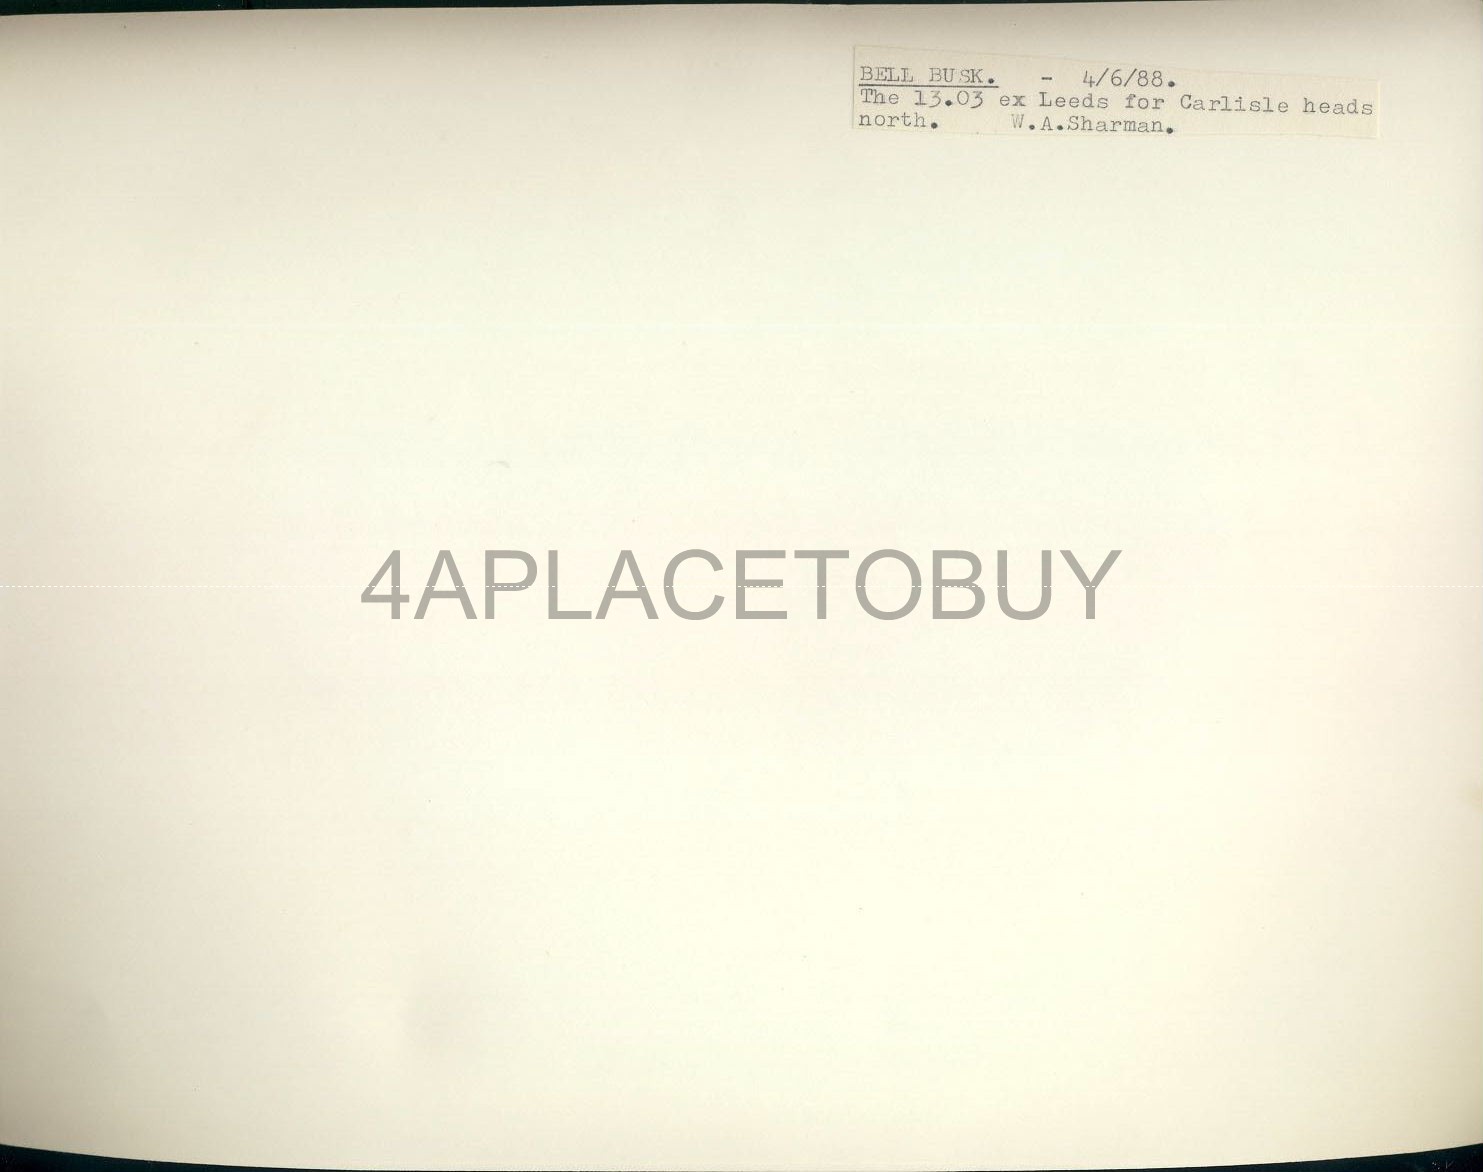 BELL BUSK. - 4/6/88.
The 13.03 ex Leeds for Carlisle heads
north. W.A.Sharman.
4APLACETOBUY